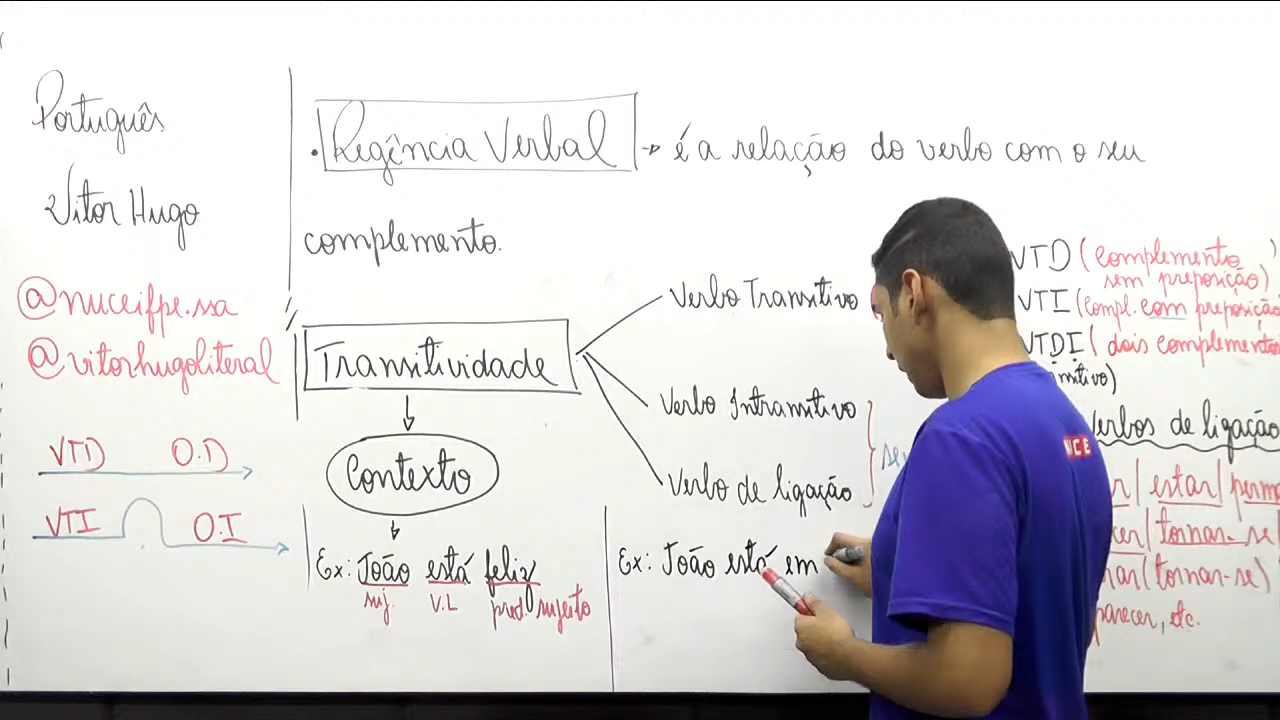 Português
Vitor Hugo
@nuceifpe.sa
@vitorhugoliteral
VTD O.D
VTI O.I
. Regência Verbal → é a relação do verbo com o seu
complemento.
Transitividade
Contexto
Ex: João está feliz
suj. V.L pred. sujeito
Verbo Transitivo
Verbo Intransitivo
Verbo de ligação
Ex: João está em
VTD (complemento
sem preposição)
VTI (compl. com preposição
VTDI (dois complemento
Verbos de ligação
estar|
tornar-se|
(tornar-se)
parecer, etc.
NCE